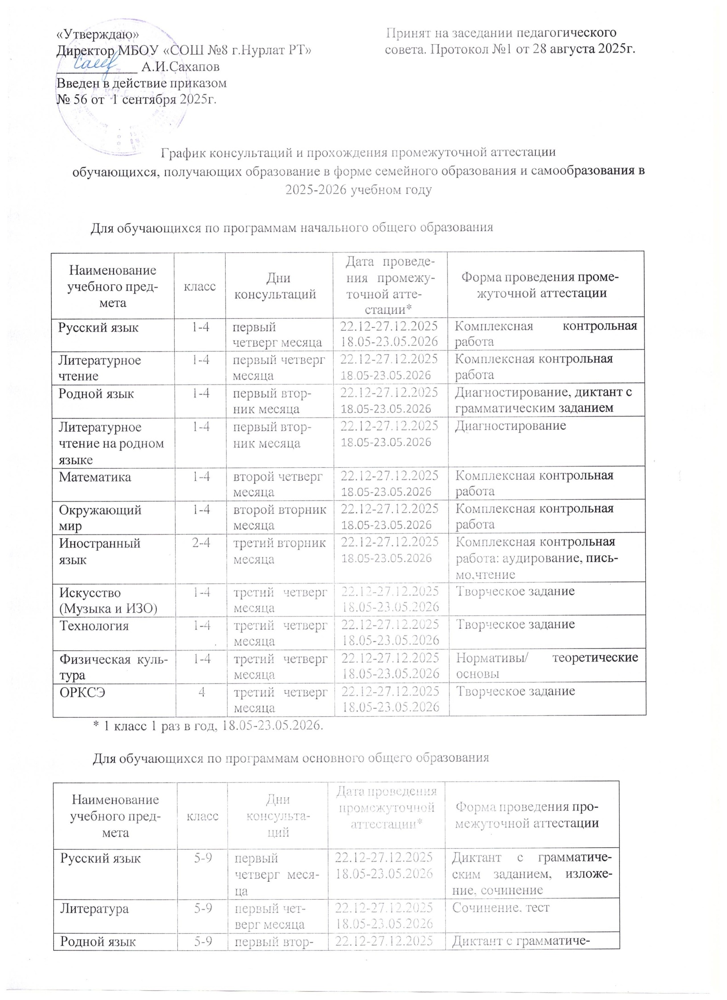 «Утверждаю»
Директор МБОУ «СОШ №8 г.Нурлат РТ»
____________ А.И.Сахапов
Введен в действие приказом
№ 56 от 1 сентября 2025г.
Принят на заседании педагогического
совета. Протокол №1 от 28 августа 2025г.
График консультаций и прохождения промежуточной аттестации
обучающихся, получающих образование в форме семейного образования и самообразования в
2025-2026 учебном году
Для обучающихся по программам начального общего образования
Наименование
учебного пред-
мета
класс
Дни
консультаций
Дата проведе-
ния промежу-
точной атте-
стации*
Форма проведения проме-
жуточной аттестации
Русский язык
1-4
первый
четверг месяца
22.12-27.12.2025
18.05-23.05.2026
Комплексная контрольная
работа
Литературное
чтение
1-4
первый четверг
месяца
22.12-27.12.2025
18.05-23.05.2026
Комплексная контрольная
работа
Родной язык
1-4
первый втор-
ник месяца
22.12-27.12.2025
18.05-23.05.2026
Диагностирование, диктант с
грамматическим заданием
Литературное
чтение на родном
языке
1-4
первый втор-
ник месяца
22.12-27.12.2025
18.05-23.05.2026
Диагностирование
Математика
1-4
второй четверг
месяца
22.12-27.12.2025
18.05-23.05.2026
Комплексная контрольная
работа
Окружающий
мир
1-4
второй вторник
месяца
22.12-27.12.2025
18.05-23.05.2026
Комплексная контрольная
работа
Иностранный
язык
2-4
третий вторник
месяца
22.12-27.12.2025
18.05-23.05.2026
Комплексная контрольная
работа: аудирование, пись-
мо,чтение
Искусство
(Музыка и ИЗО)
1-4
третий четверг
месяца
22.12-27.12.2025
18.05-23.05.2026
Творческое задание
Технология
1-4
третий четверг
месяца
22.12-27.12.2025
18.05-23.05.2026
Творческое задание
Физическая куль-
тура
1-4
третий четверг
месяца
22.12-27.12.2025
18.05-23.05.2026
Нормативы/ теоретические
основы
ОРКСЭ
4
третий четверг
месяца
22.12-27.12.2025
18.05-23.05.2026
Творческое задание
* 1 класс 1 раз в год, 18.05-23.05.2026.
Для обучающихся по программам основного общего образования
Наименование
учебного пред-
мета
класс
Дни
консульта-
ций
Дата проведения
промежуточной
аттестации*
Форма проведения про-
межуточной аттестации
Русский язык
5-9
первый
четверг меся-
ца
22.12-27.12.2025
18.05-23.05.2026
Диктант с грамматиче-
ским заданием, изложе-
ние, сочинение
Литература
5-9
первый чет-
верг месяца
22.12-27.12.2025
18.05-23.05.2026
Сочинение. тест
Родной язык
5-9
первый втор-
22.12-27.12.2025
Диктант с грамматиче-